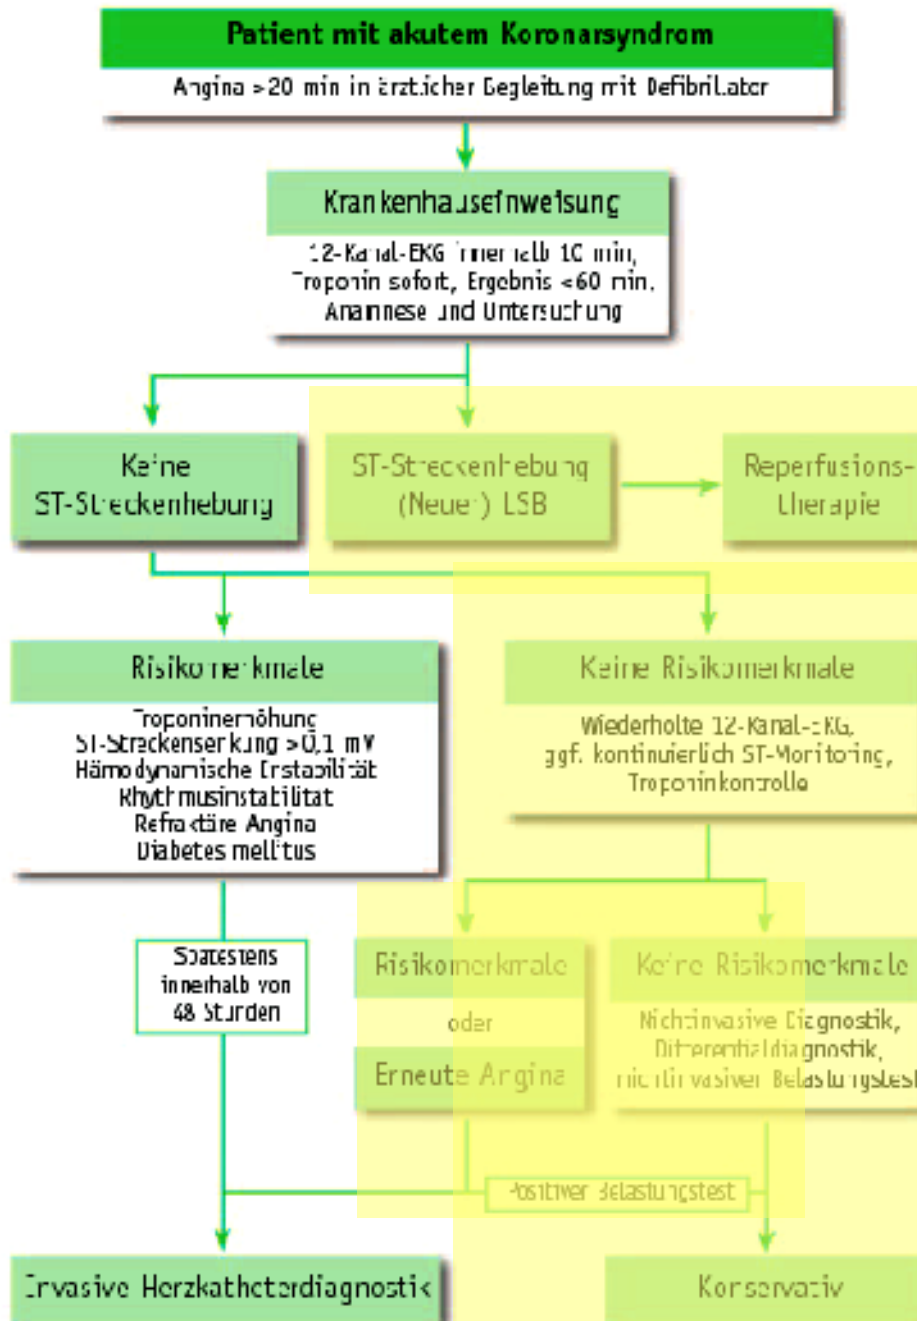 Patient mit akutem Koronarsyndrom
Angina >20 min in ärztlicher Begleitung mit Defibrillator
Krankenhauseinweisung
12-Kanal-EKG innerhalb 10 min,
Troponin sofort, Ergebnis <60 min.
Anamnese und Untersuchung
Keine
ST-Streckenhebung
ST-Streckenhebung
(Neuer) LSB
Reperfusions-
therapie
Risikomerkmale
Troponinerhöhung
ST-Streckensenkung >0,1 mV
Hämodynamische Instabilität
Rhythmusinstabilität
Refraktäre Angina
Diabetes mellitus
Keine Risikomerkmale
Wiederholte 12-Kanal-EKG,
ggf. kontinuierlich ST-Monitoring,
Troponinkontrolle
Spätestens
innerhalb von
48 Stunden
Risikomerkmale
oder
Erneute Angina
Keine Risikomerkmale
Nichtinvasive Diagnostik,
Differentialdiagnostik,
nichtinvasiver Belastungstest
Positiver Belastungstest
Invasive Herzkatheterdiagnostik
Konservativ